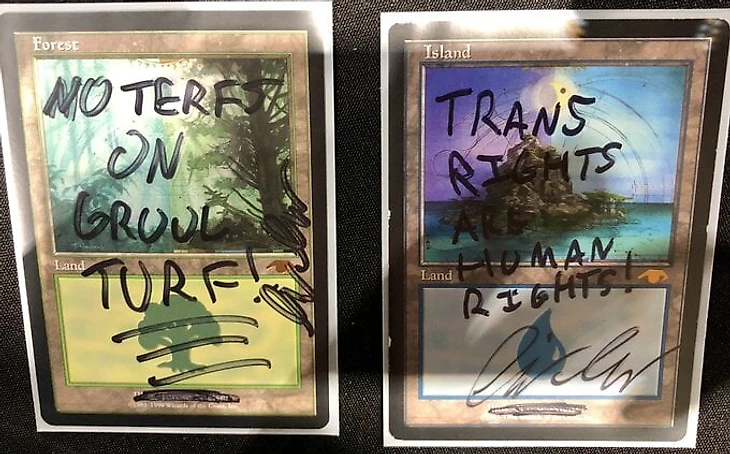 Forest
NO TERFS
ON
GRUUL
TURF!
Land
Island
TRANS
RIGHTS
ARE
HUMAN
RIGHTS!
Land